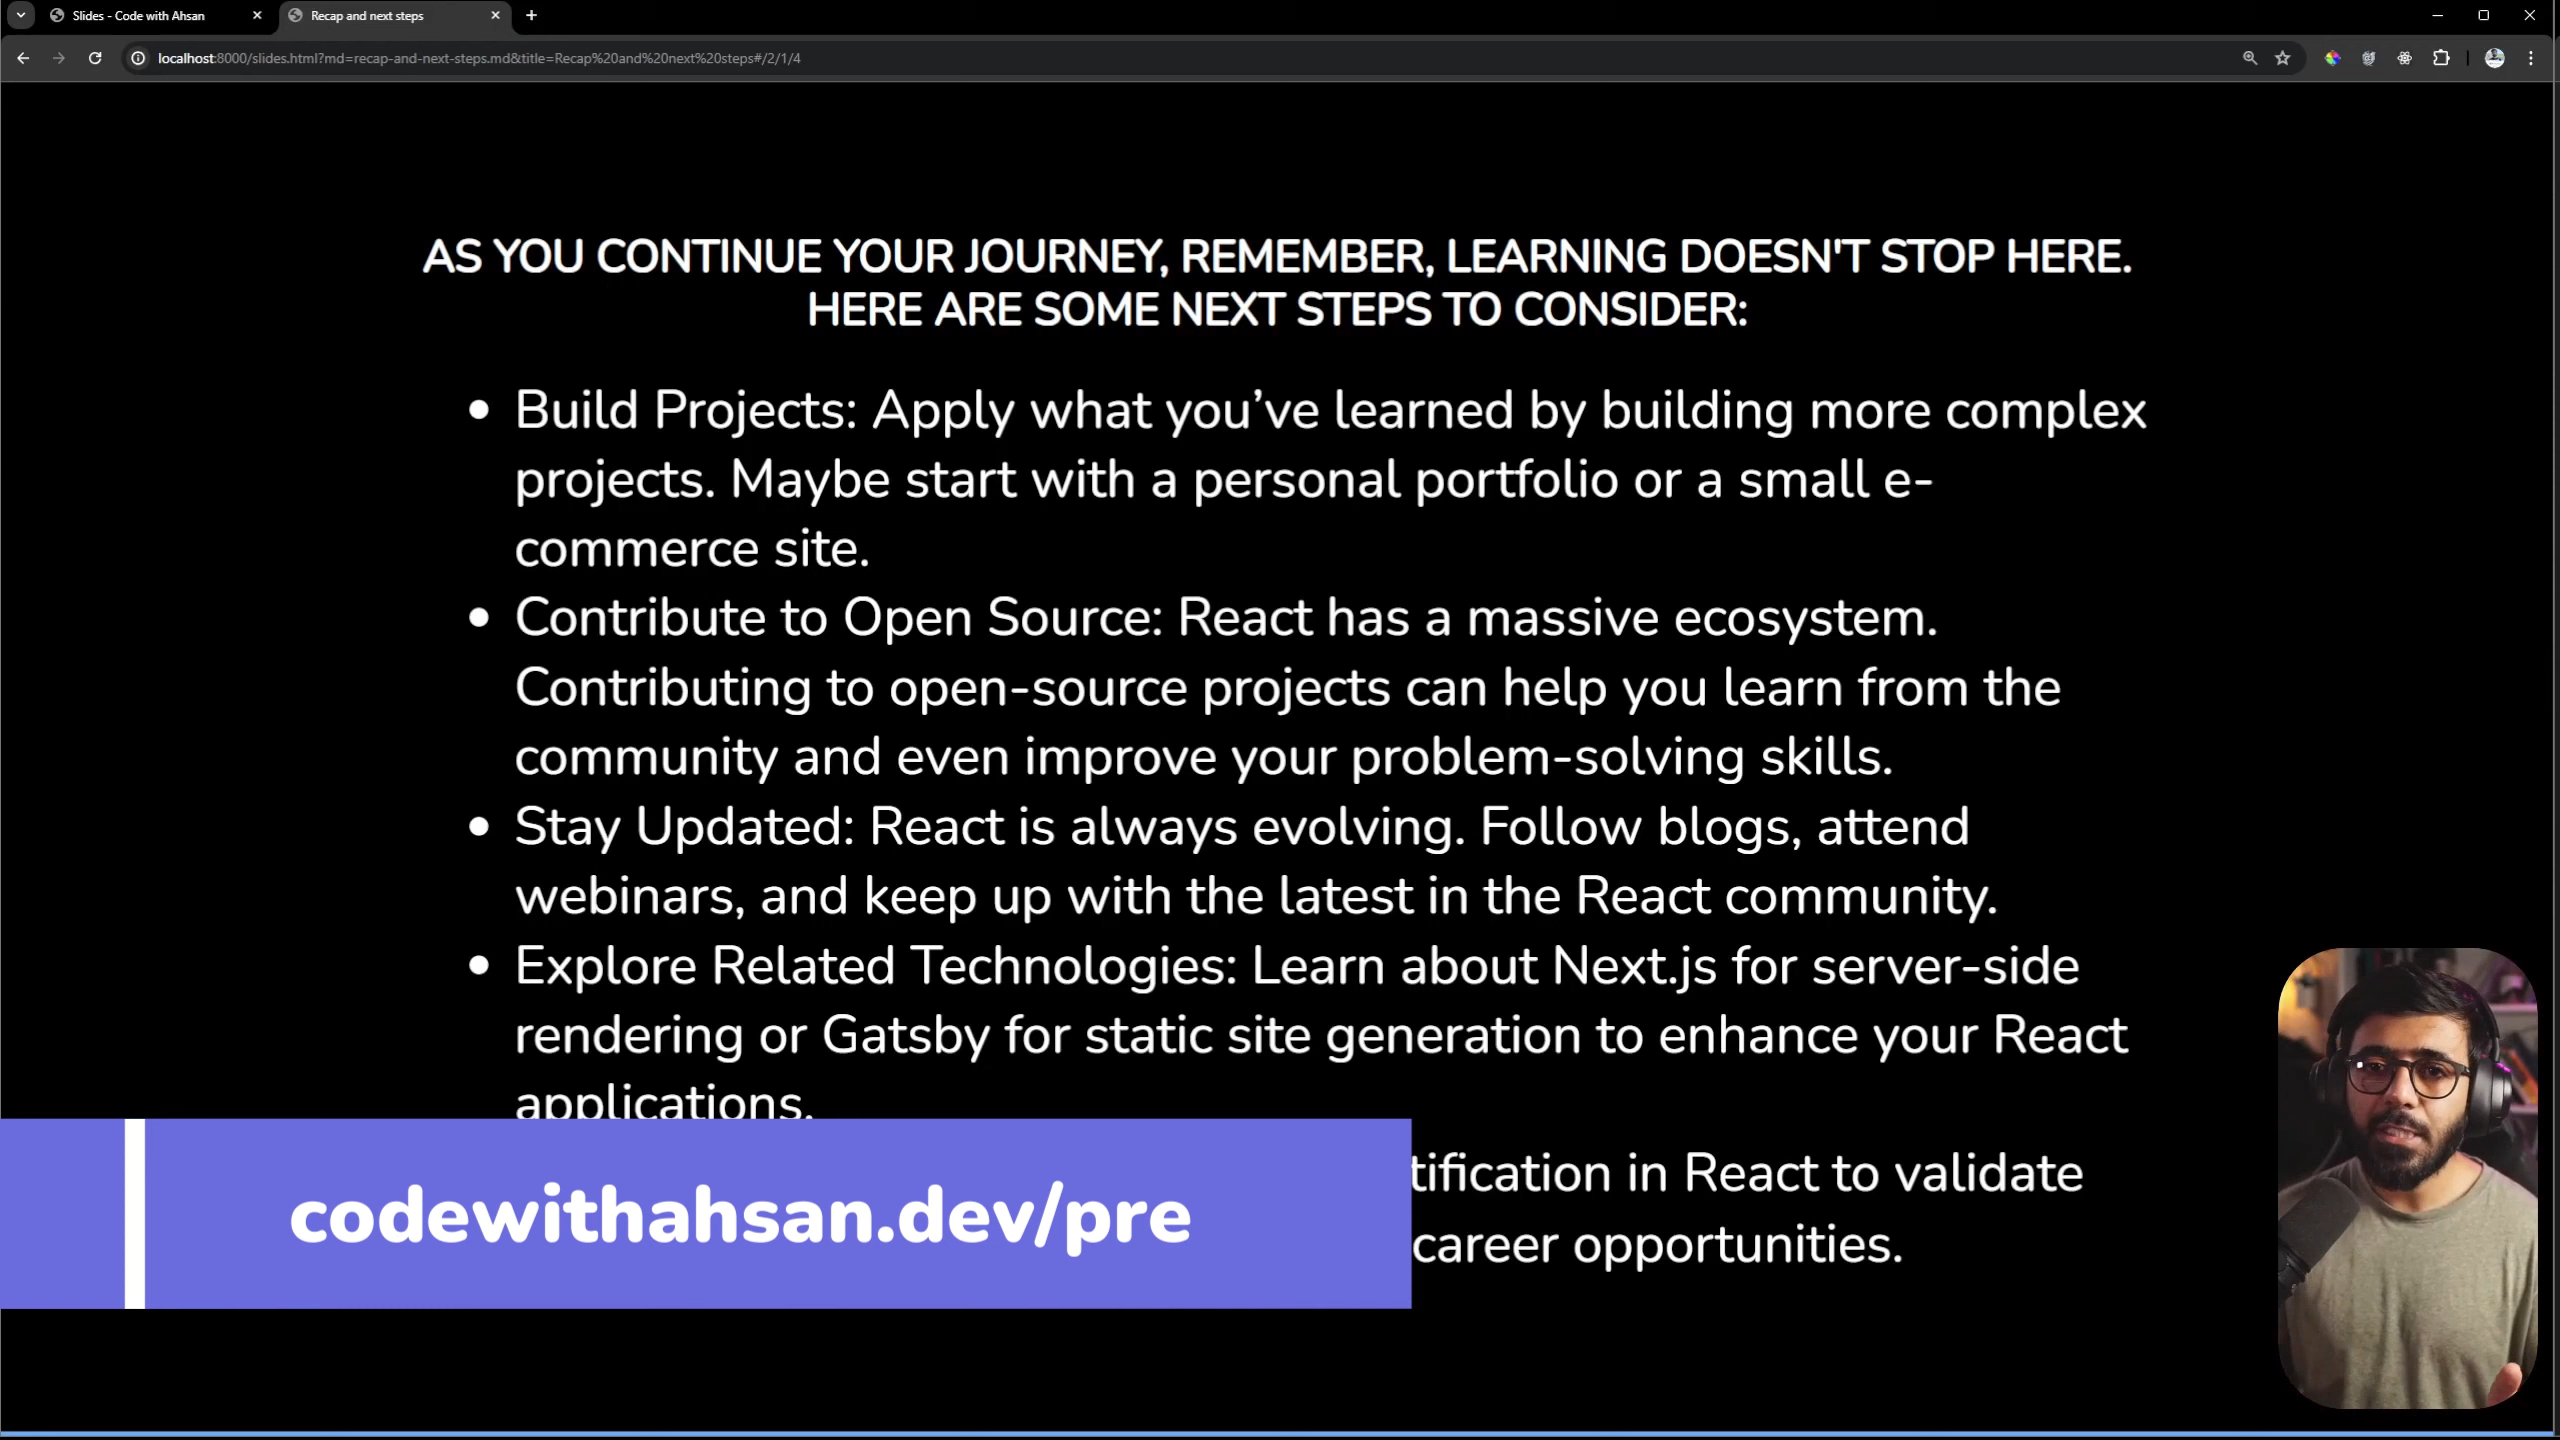 Slides - Code with Ahsan
Recap and next steps
localhost:8000/slides.html?md=recap-and-next-steps.md&title=Recap%20and%20next%20steps#/2/1/4
AS YOU CONTINUE YOUR JOURNEY, REMEMBER, LEARNING DOESN'T STOP HERE.
HERE ARE SOME NEXT STEPS TO CONSIDER:
Build Projects: Apply what you’ve learned by building more complex
projects. Maybe start with a personal portfolio or a small e-
commerce site.
Contribute to Open Source: React has a massive ecosystem.
Contributing to open-source projects can help you learn from the
community and even improve your problem-solving skills.
Stay Updated: React is always evolving. Follow blogs, attend
webinars, and keep up with the latest in the React community.
Explore Related Technologies: Learn about Next.js for server-side
rendering or Gatsby for static site generation to enhance your React
applications.
tification in React to validate
career opportunities.
codewithahsan.dev/pre